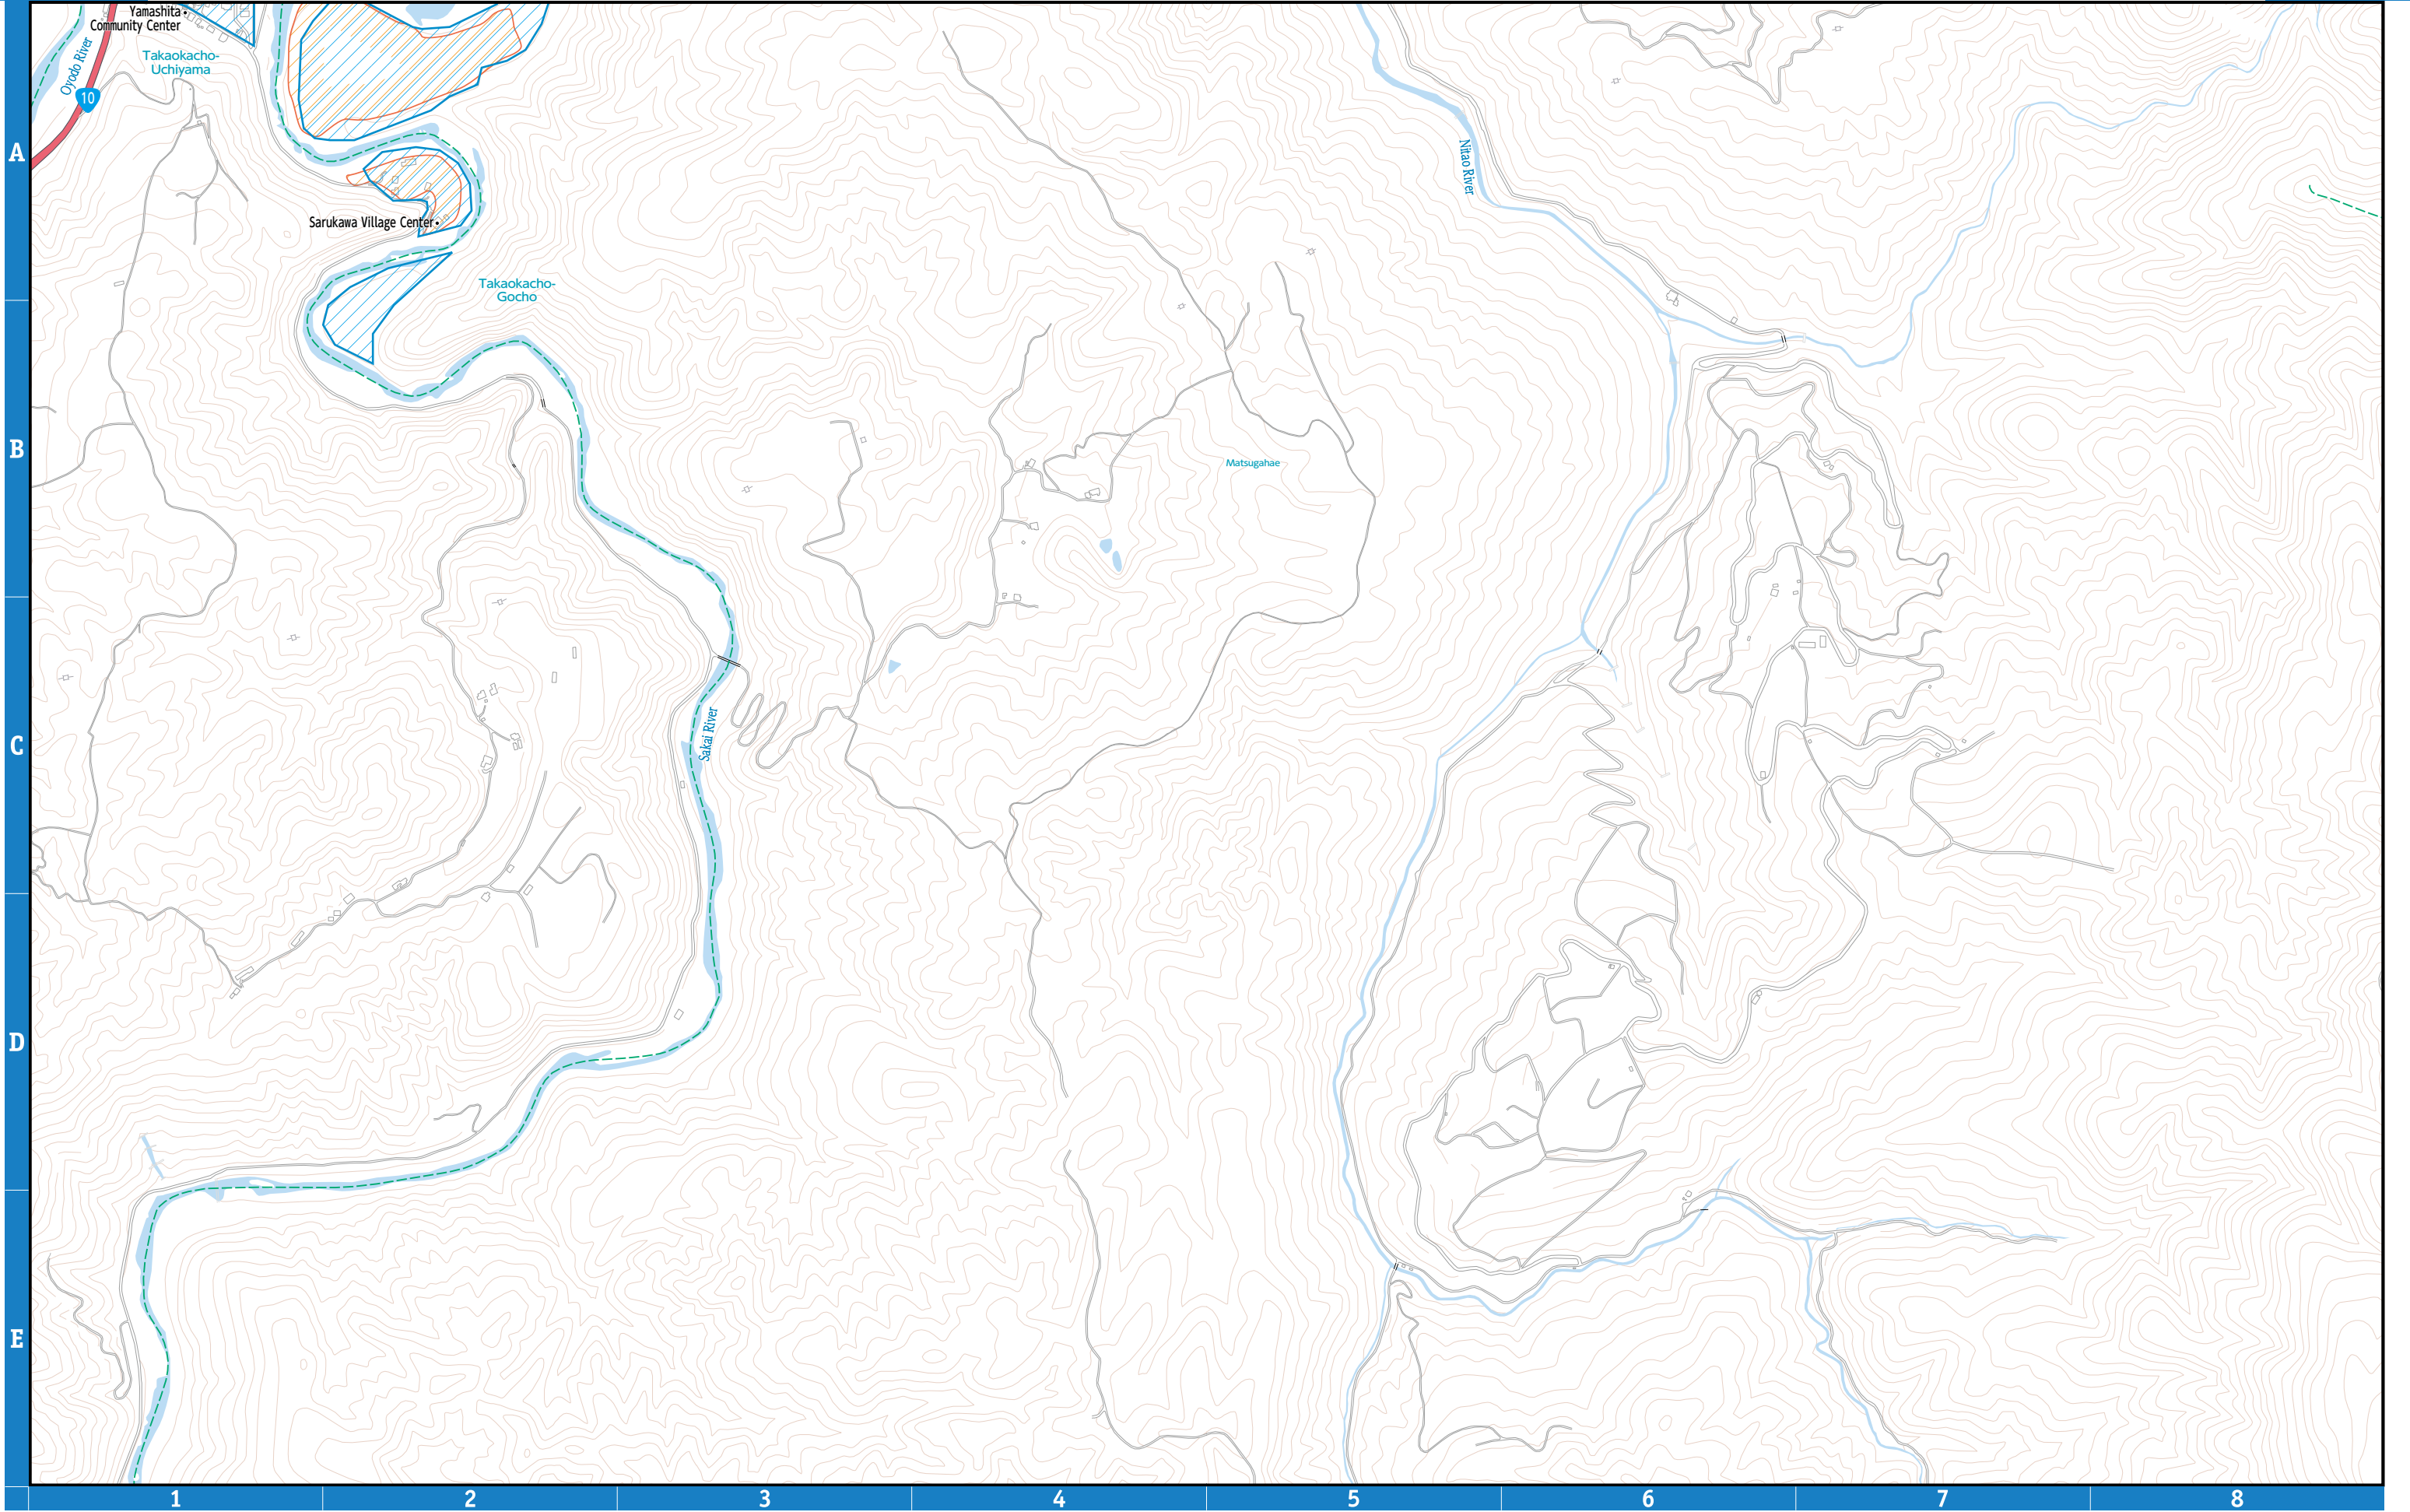 Yamashita
Community Center
Oyodo River
Takaokacho-
Uchiyama
10
A
Nitao River
Sarukawa Village Center
Takaokacho-
Gocho
B
Matsugahae
C
Sakai River
D
E
1
2
3
4
5
6
7
8